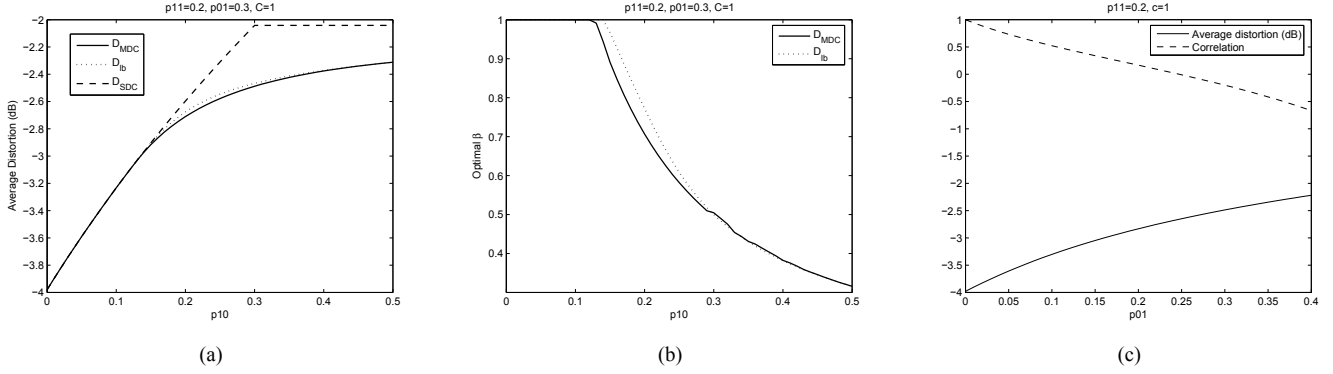 p11=0.2, p01=0.3, C=1
Average Distortion (dB)
−2
−2.2
−2.4
−2.6
−2.8
−3
−3.2
−3.4
−3.6
−3.8
−4
D_MDC
D_lb
D_SDC
0 0.1 0.2 0.3 0.4 0.5
p10
(a)
p11=0.2, p01=0.3, C=1
Optimal β
1
0.9
0.8
0.7
0.6
0.5
0.4
D_MDC
D_lb
0 0.1 0.2 0.3 0.4 0.5
p10
(b)
p11=0.2, c=1
1
0.5
0
−0.5
−1
−1.5
−2
−2.5
−3
−3.5
−4
Average distortion (dB)
Correlation
0 0.05 0.1 0.15 0.2 0.25 0.3 0.35 0.4
p01
(c)